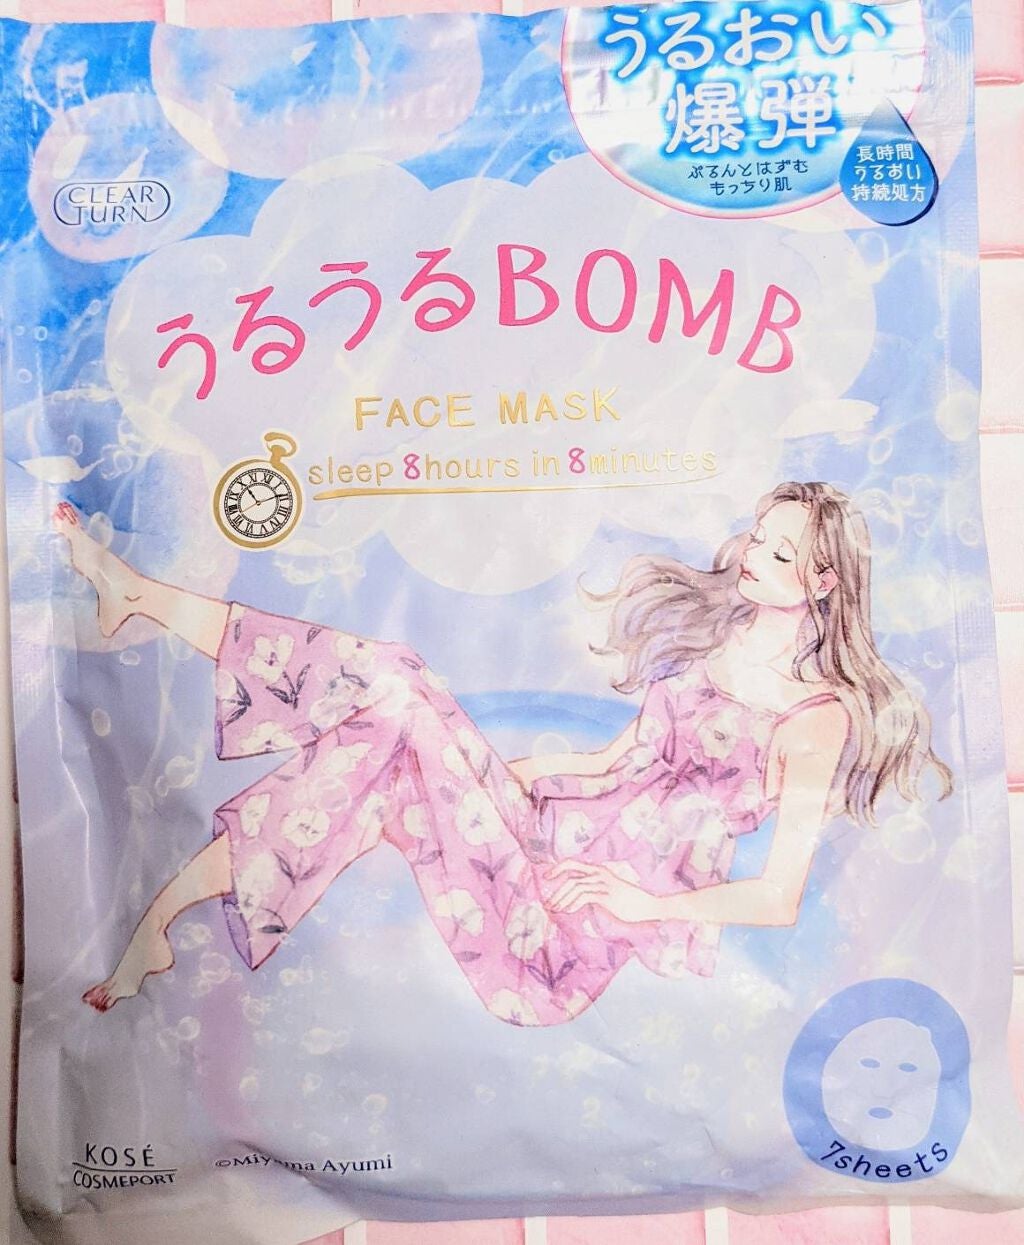 うるおい
爆弾
ぷるんとはずむ
もっちり肌
長時間
うるおい
持続処方
CLEAR
TURN
うるうるBOMB
FACE MASK
sleep 8hours in 8minutes
7sheets
KOSÉ
COSMEPORT
Ayumi